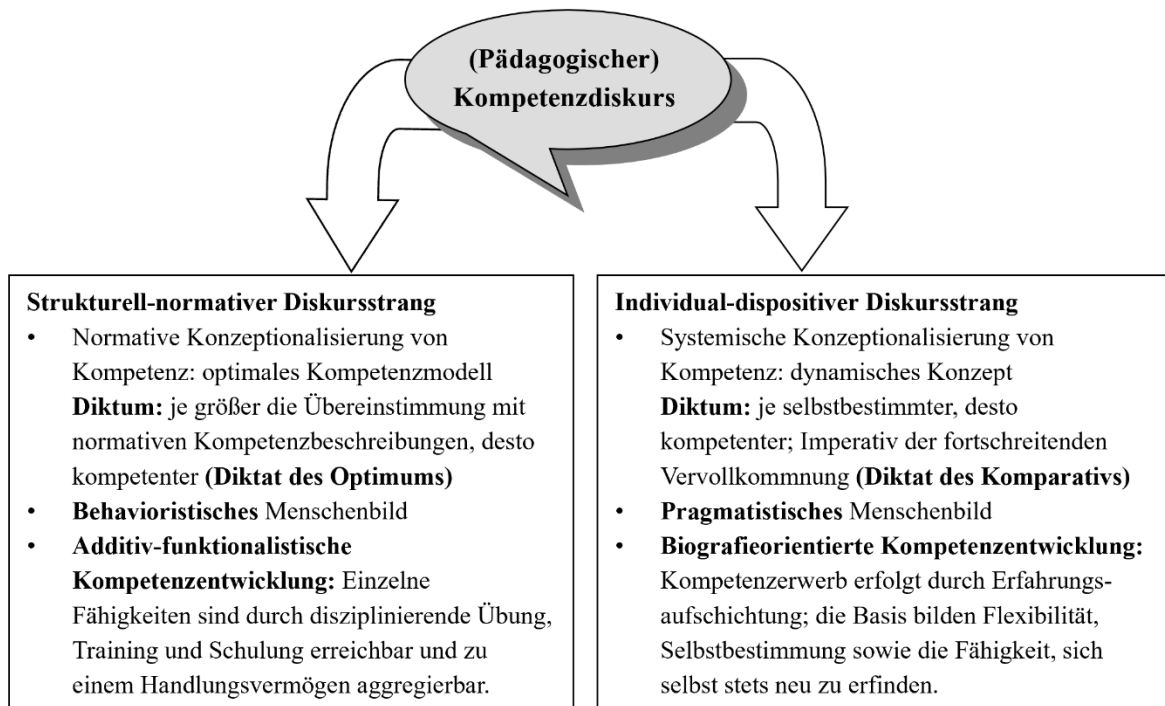 (Pädagogischer)
Kompetenzdiskurs
Strukturell-normativer Diskursstrang
• Normative Konzeptionalisierung von
Kompetenz: optimales Kompetenzmodell
Diktum: je größer die Übereinstimmung mit
normativen Kompetenzbeschreibungen, desto
kompetenter (Diktat des Optimums)
• Behavioristisches Menschenbild
• Additiv-funktionalistische
Kompetenzentwicklung: Einzelne
Fähigkeiten sind durch disziplinierende Übung,
Training und Schulung erreichbar und zu
einem Handlungsvermögen aggregierbar.
Individual-dispositiver Diskursstrang
• Systemische Konzeptionalisierung von
Kompetenz: dynamisches Konzept
Diktum: je selbstbestimmter, desto
kompetenter; Imperativ der fortschreitenden
Vervollkommnung (Diktat des Komparativs)
• Pragmatistisches Menschenbild
• Biografieorientierte Kompetenzentwicklung:
Kompetenzerwerb erfolgt durch Erfahrungs-
aufschichtung; die Basis bilden Flexibilität,
Selbstbestimmung sowie die Fähigkeit, sich
selbst stets neu zu erfinden.